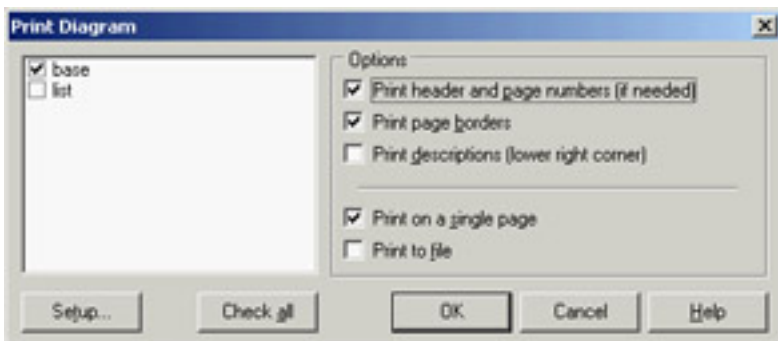 Print Diagram
base
list
Options
Print header and page numbers (if needed)
Print page borders
Print descriptions (lower right corner)
Print on a single page
Print to file
Setup... Check all OK Cancel Help